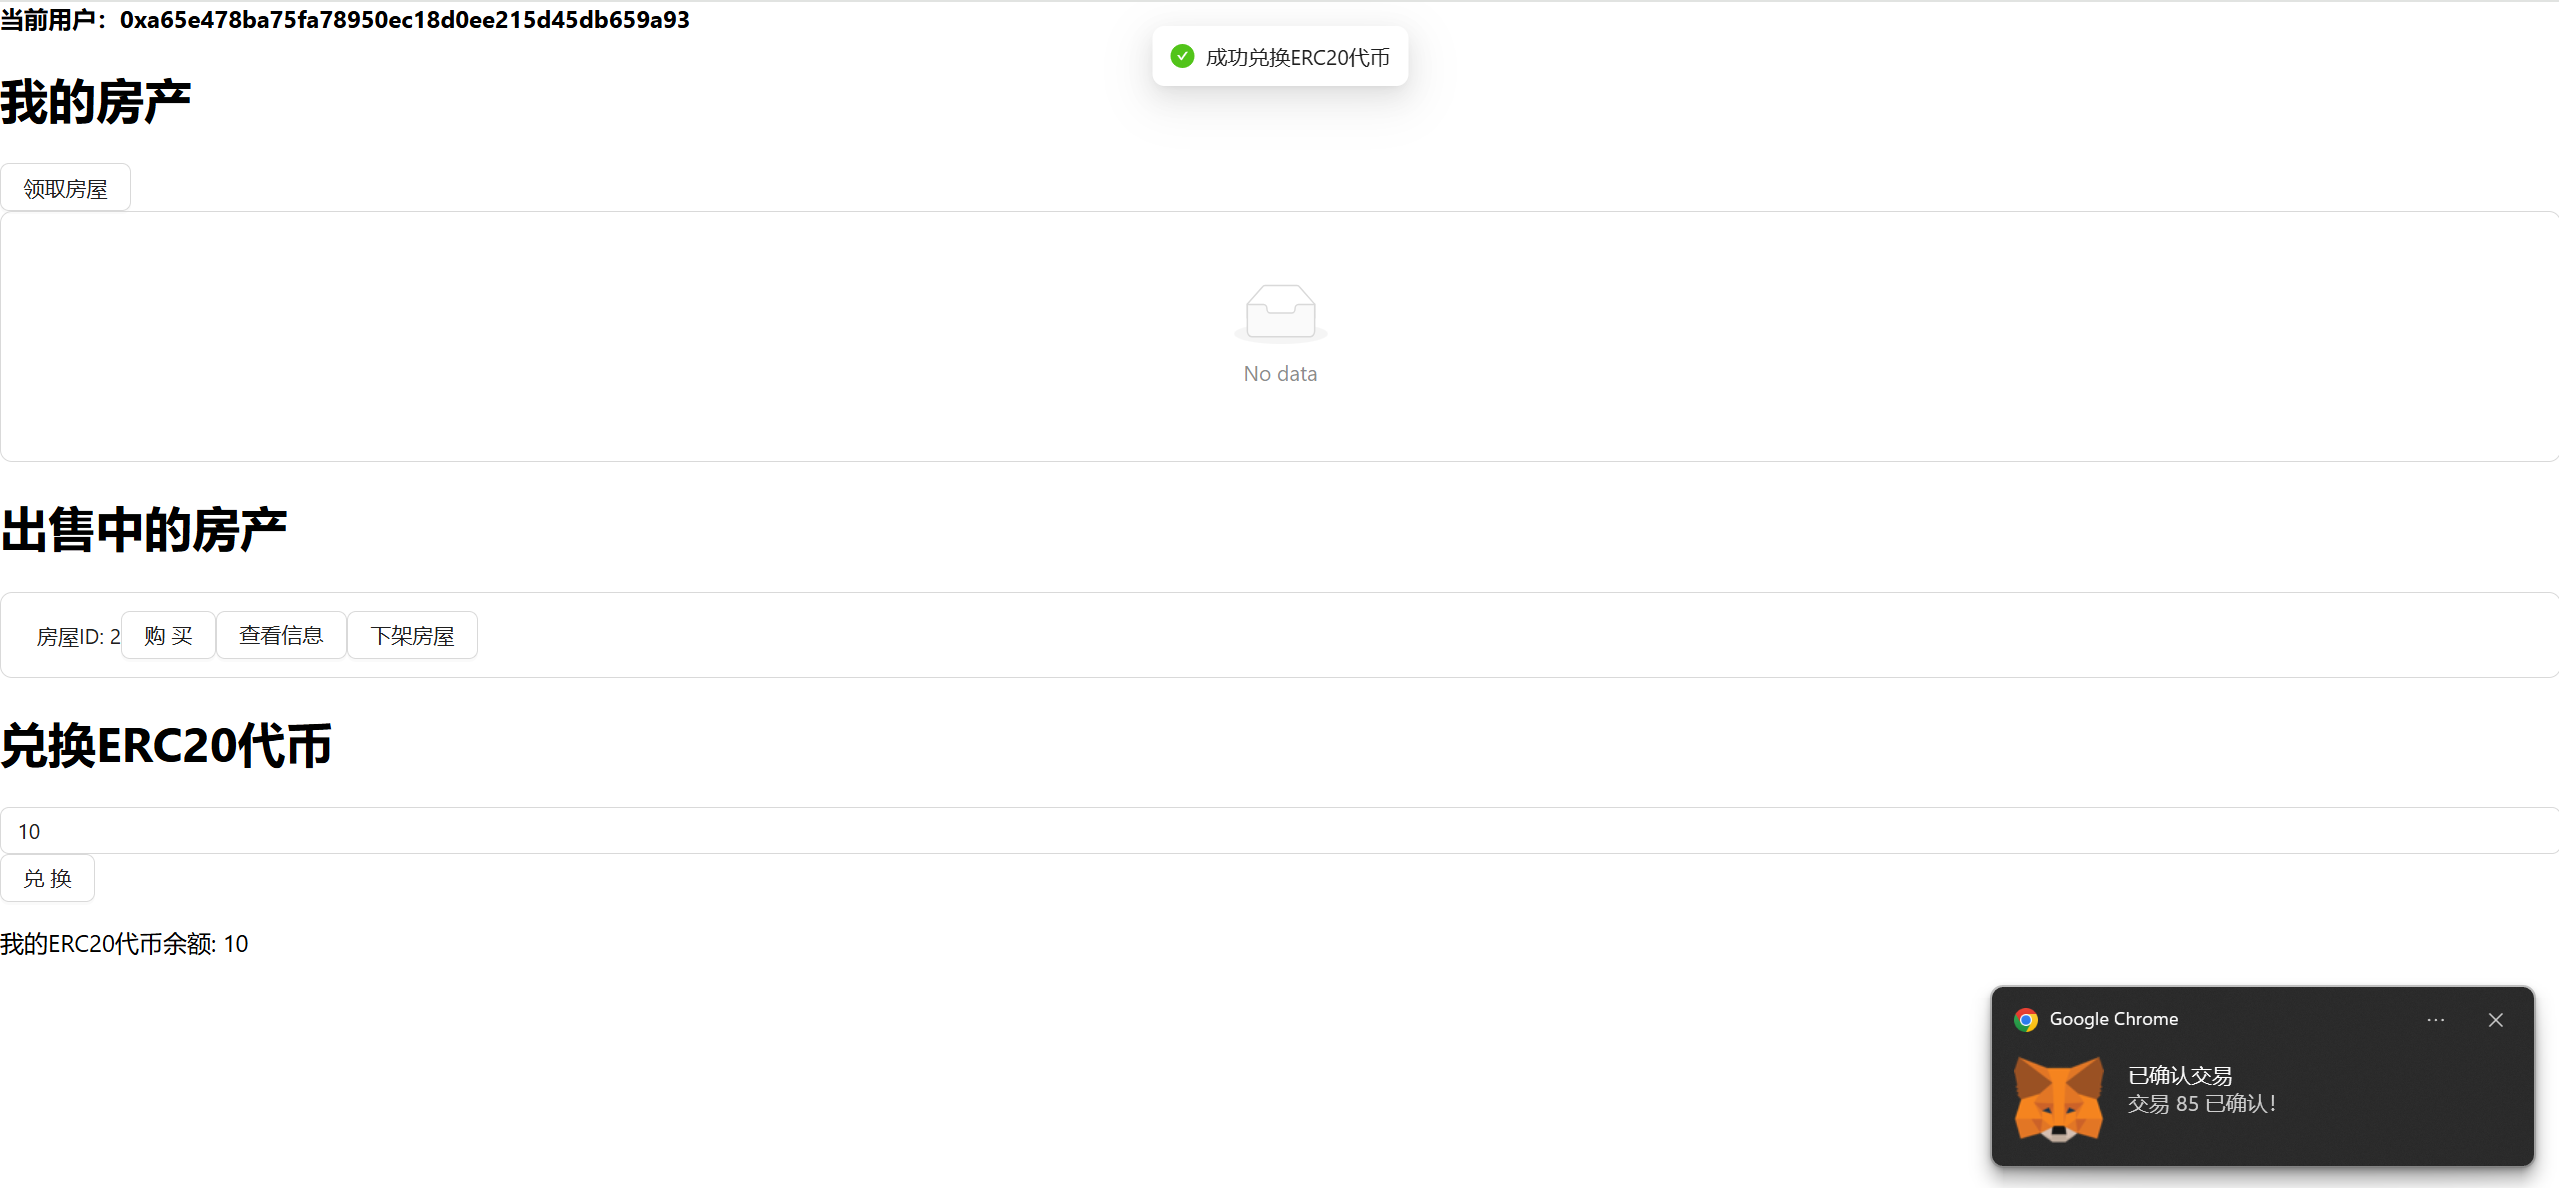 当前用户：0xa65e478ba75fa78950ec18d0ee215d45db659a93
成功兑换ERC20代币
我的房产
领取房屋
No data
出售中的房产
房屋ID: 2 购 买 查看信息 下架房屋
兑换ERC20代币
10
兑 换
我的ERC20代币余额: 10
Google Chrome
已确认交易
交易 85 已确认!